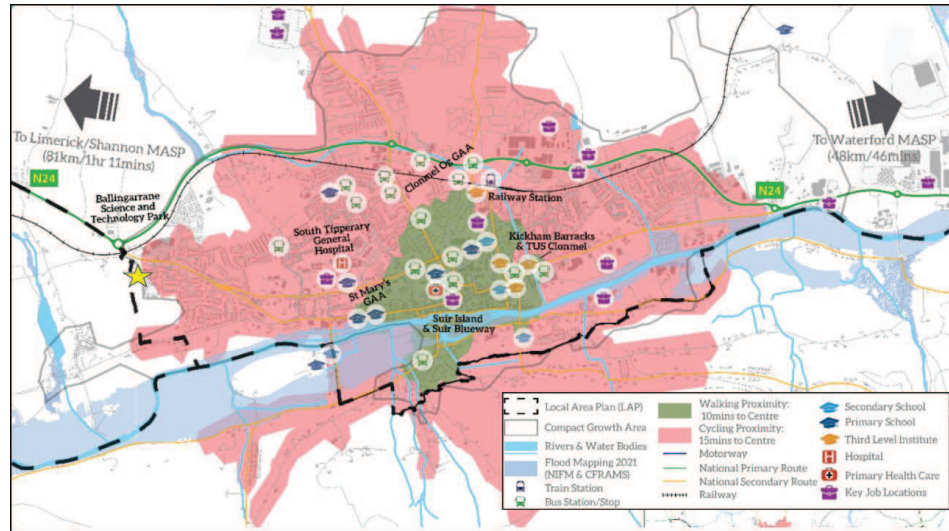 To Limerick/Shannon MASP
(81km/1hr 11mins)
N24
Ballingarrane
Science and
Technology Park
Clonmel Og GAA
Railway Station
South Tipperary
General
Hospital
Kickham Barracks
& TUS Clonmel
St Mary's
GAA
Suir Island
& Suir Blueway
To Waterford MASP
(48km/46mins)
N24
Local Area Plan (LAP)
Compact Growth Area
Rivers & Water Bodies
Flood Mapping 2021
(NIFM & CFRAMS)
Train Station
Bus Station/Stop
Walking Proximity:
10mins to Centre
Cycling Proximity:
15mins to Centre
Motorway
National Primary Route
National Secondary Route
Railway
Secondary School
Primary School
Third Level Institute
H
Hospital
Primary Health Care
Key Job Locations